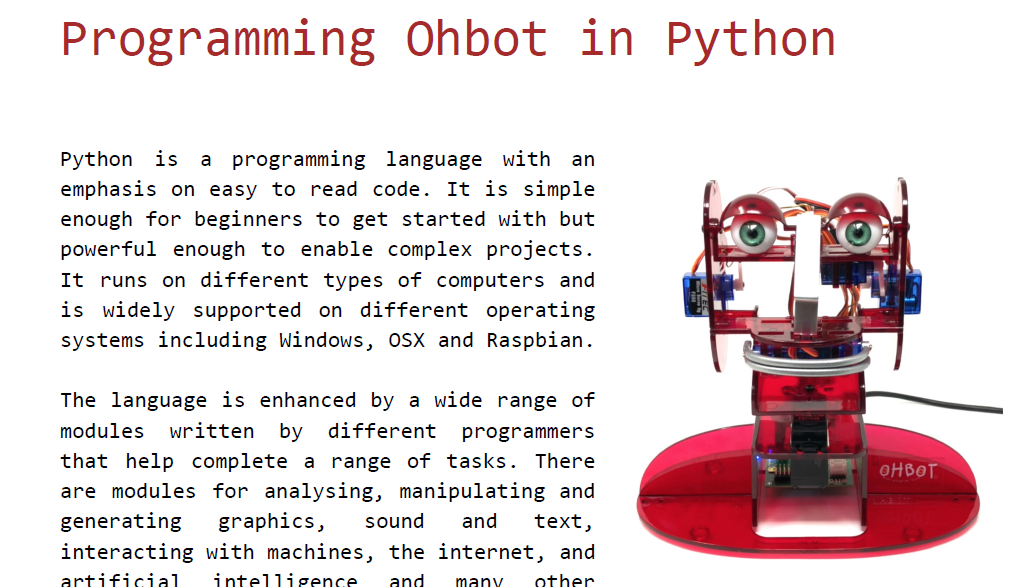 Programming Ohbot in Python
Python is a programming language with an
emphasis on easy to read code. It is simple
enough for beginners to get started with but
powerful enough to enable complex projects.
It runs on different types of computers and
is widely supported on different operating
systems including Windows, OSX and Raspbian.
The language is enhanced by a wide range of
modules written by different programmers
that help complete a range of tasks. There
are modules for analysing, manipulating and
generating graphics, sound and text,
interacting with machines, the internet, and
artificial intelligence and many other
OHBOT